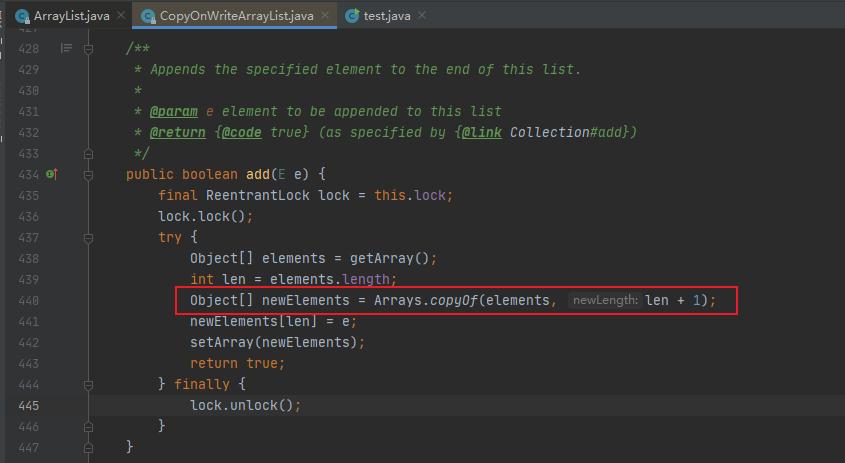 ArrayList.java × CopyOnWriteArrayList.java × test.java ×
428 /**
429 * Appends the specified element to the end of this list.
430 *
431 * @param e element to be appended to this list
432 * @return {@code true} (as specified by {@link Collection#add})
433 */
434 public boolean add(E e) {
435 final ReentrantLock lock = this.lock;
436 lock.lock();
437 try {
438 Object[] elements = getArray();
439 int len = elements.length;
440 Object[] newElements = Arrays.copyOf(elements, newLength: len + 1);
441 newElements[len] = e;
442 setArray(newElements);
443 return true;
444 } finally {
445 lock.unlock();
446 }
447 }